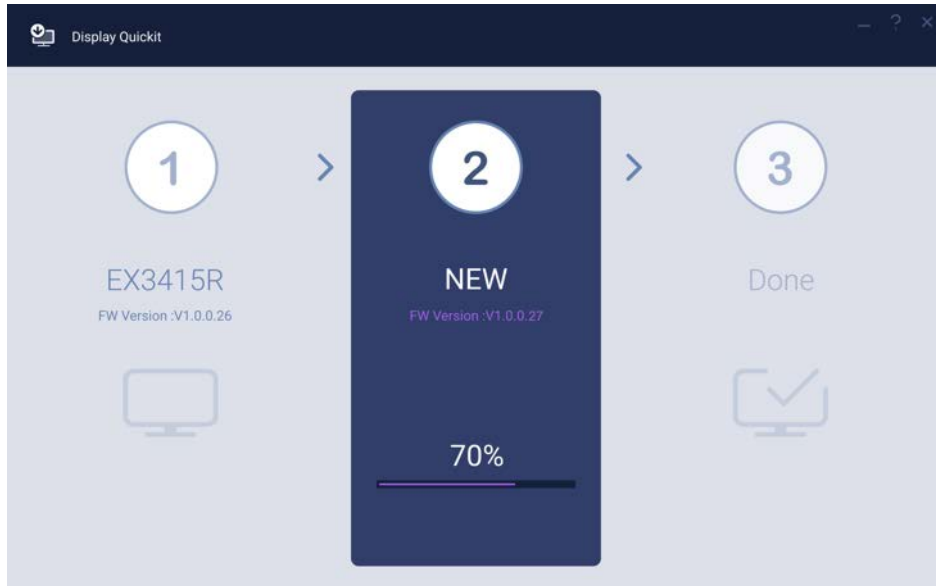 Display Quickit
1
2
3
EX3415R
NEW
Done
FW Version :V1.0.0.26
FW Version :V1.0.0.27
70%